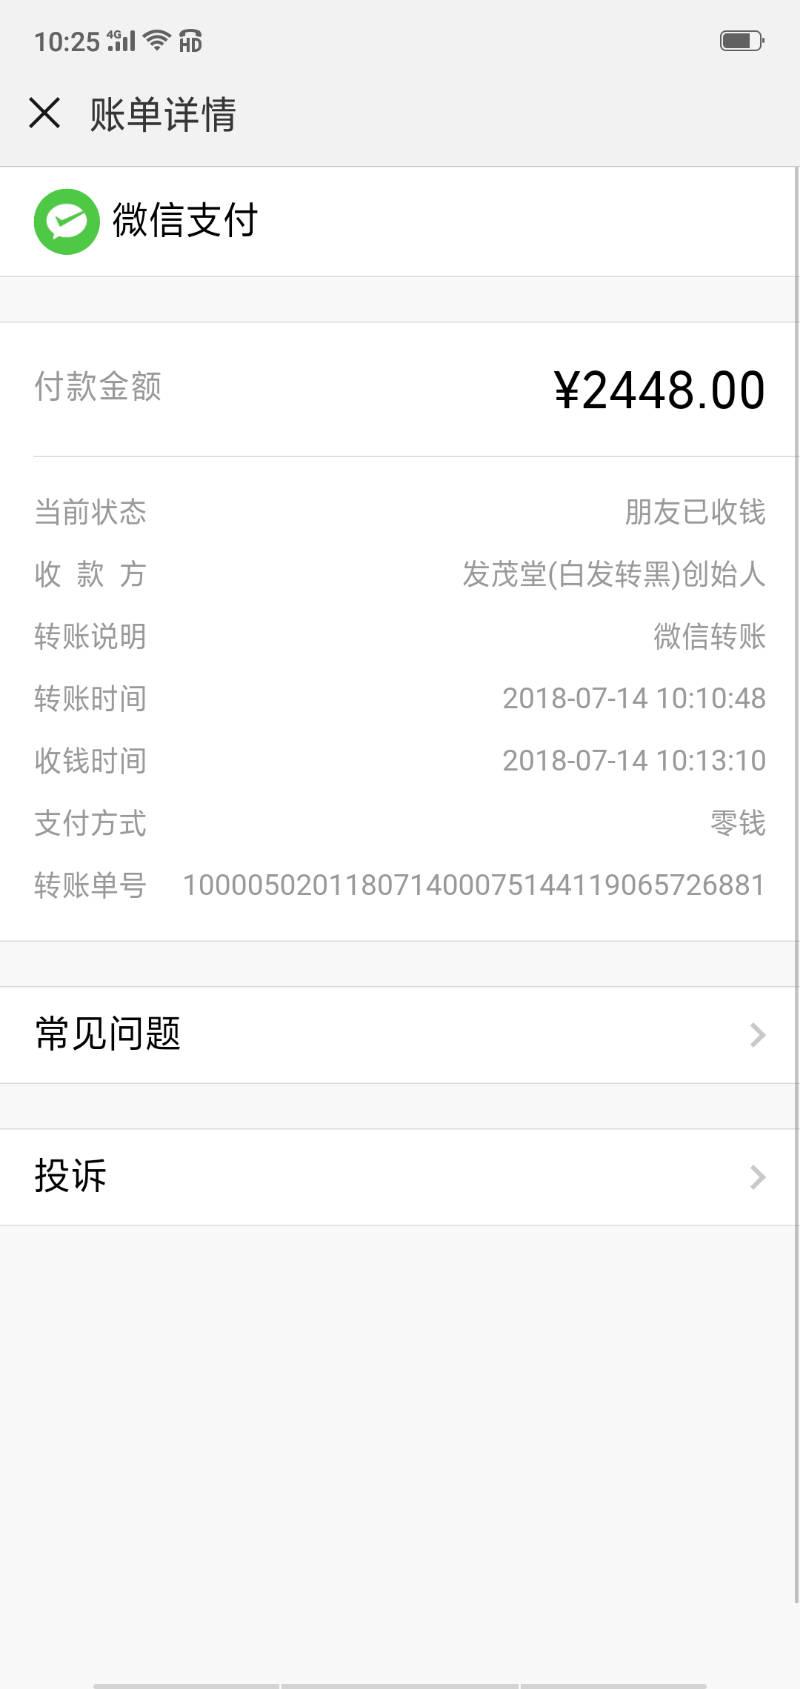 10:25 4G HD
账单详情
微信支付
付款金额 ¥2448.00
当前状态 朋友已收钱
收款方 发茂堂(白发转黑)创始人
转账说明 微信转账
转账时间 2018-07-14 10:10:48
收钱时间 2018-07-14 10:13:10
支付方式 零钱
转账单号 1000050201180714000751441190657​26881
常见问题
投诉